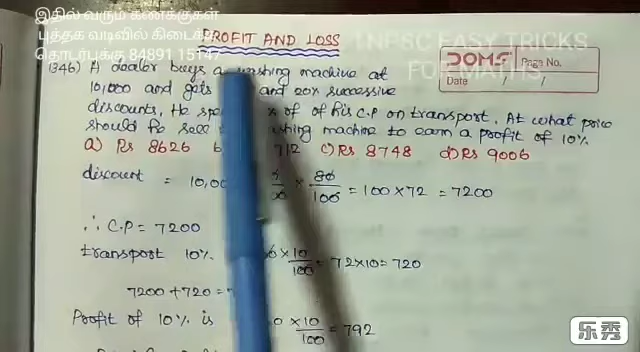 இதில் வரும் கணக்குகள்
புத்தக வடிவில் கிடைக்
தொடர்புக்கு 84891 15147
TNPSC EASY TRICKS
FOR MATHS
PROFIT AND LOSS
DOMS Page No.
Date / /
346) A dealer buys a washing machine at
10,000 and gets and 20% successive
discounts. He of of his C.P on transport. At what price
should he sell machine to earn a profit of 10%
a) Rs 8626 712 c) Rs 8748 d) Rs 9006
discount = 10,00 × 80/100 = 100 × 72 = 7200
∴ C.P = 7200
transport 10% × 10/100 = 72×10 = 720
7200 + 720 =
Profit of 10% is 0 × 10/100 = 792
乐秀